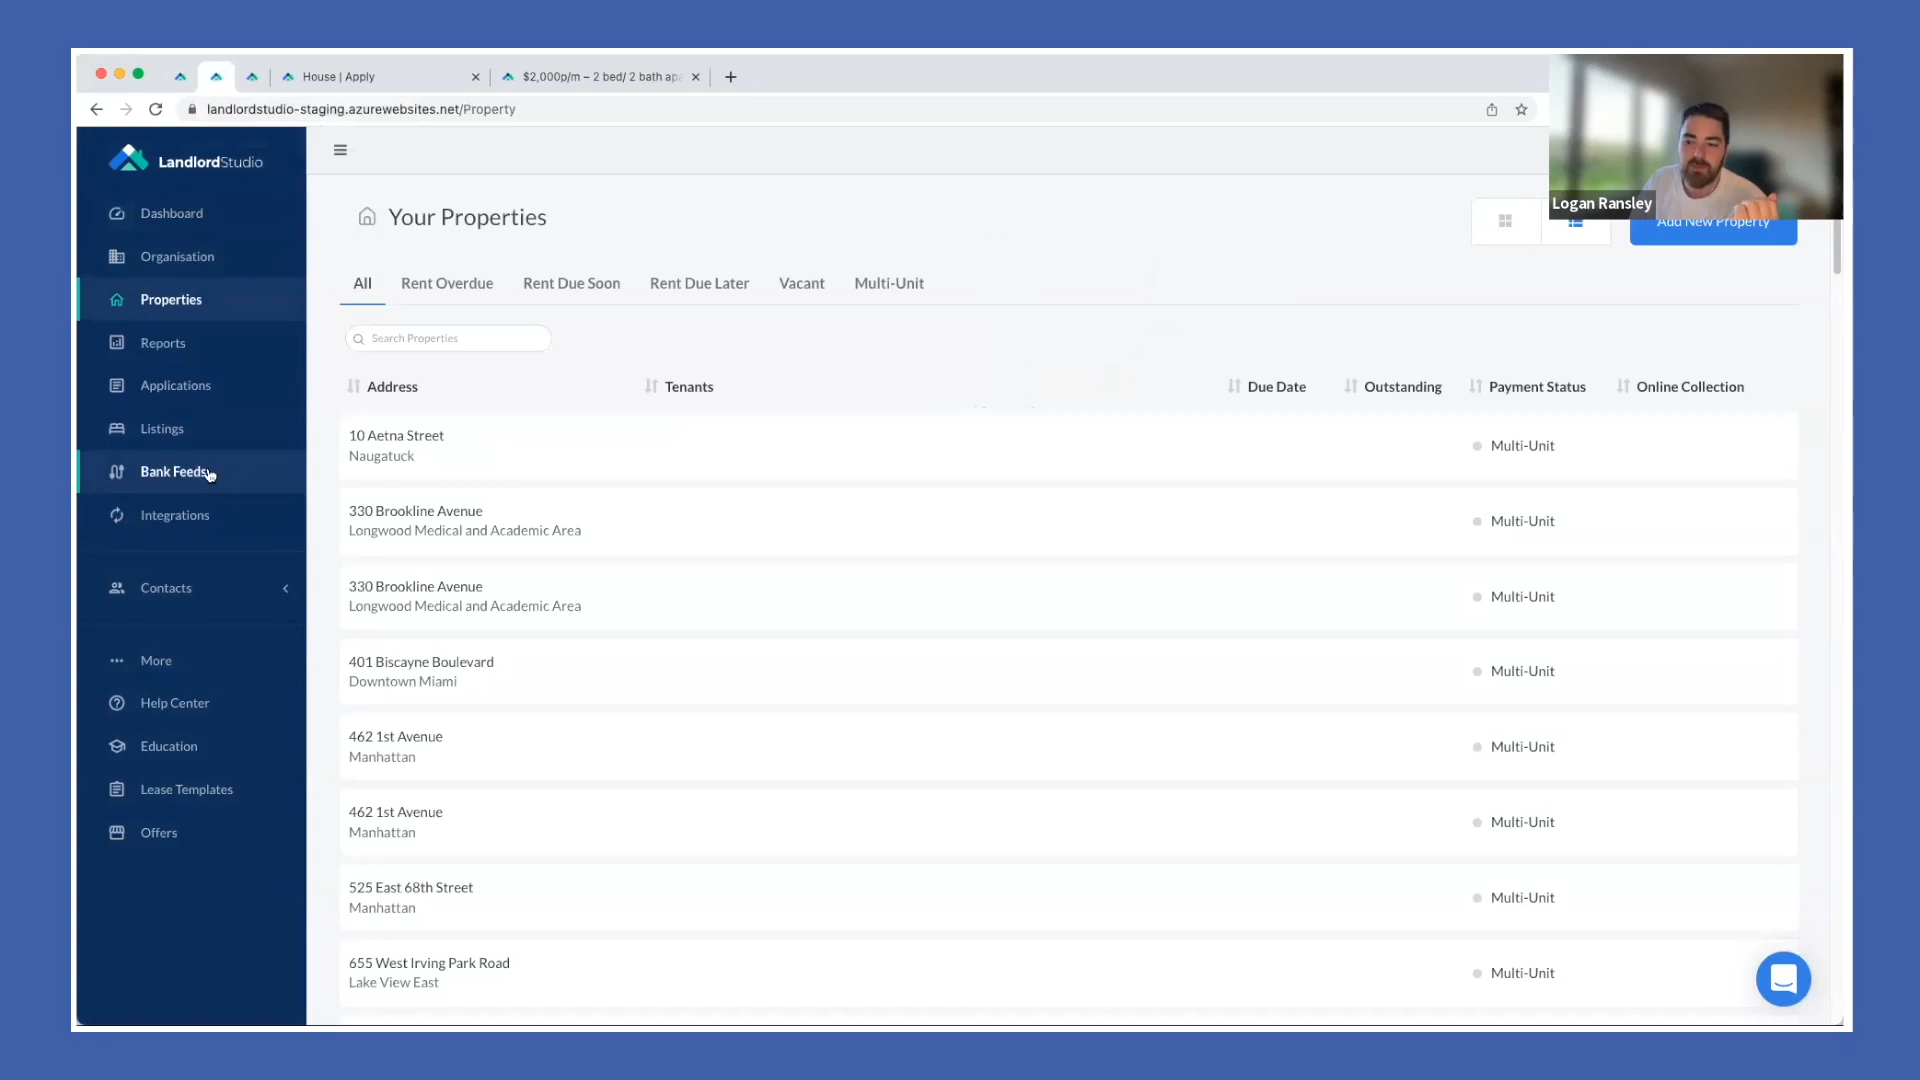 House | Apply
$2,000p/m – 2 bed/ 2 bath apa
landlordstudio-staging.azurewebsites.net/Property
LandlordStudio
Dashboard
Organisation
Properties
Reports
Applications
Listings
Bank Feeds
Integrations
Contacts
More
Help Center
Education
Lease Templates
Offers
Logan Ransley
Your Properties
Add New Property
All Rent Overdue Rent Due Soon Rent Due Later Vacant Multi-Unit
Search Properties
Address Tenants Due Date Outstanding Payment Status Online Collection
10 Aetna Street
Naugatuck
Multi-Unit
330 Brookline Avenue
Longwood Medical and Academic Area
Multi-Unit
330 Brookline Avenue
Longwood Medical and Academic Area
Multi-Unit
401 Biscayne Boulevard
Downtown Miami
Multi-Unit
462 1st Avenue
Manhattan
Multi-Unit
462 1st Avenue
Manhattan
Multi-Unit
525 East 68th Street
Manhattan
Multi-Unit
655 West Irving Park Road
Lake View East
Multi-Unit